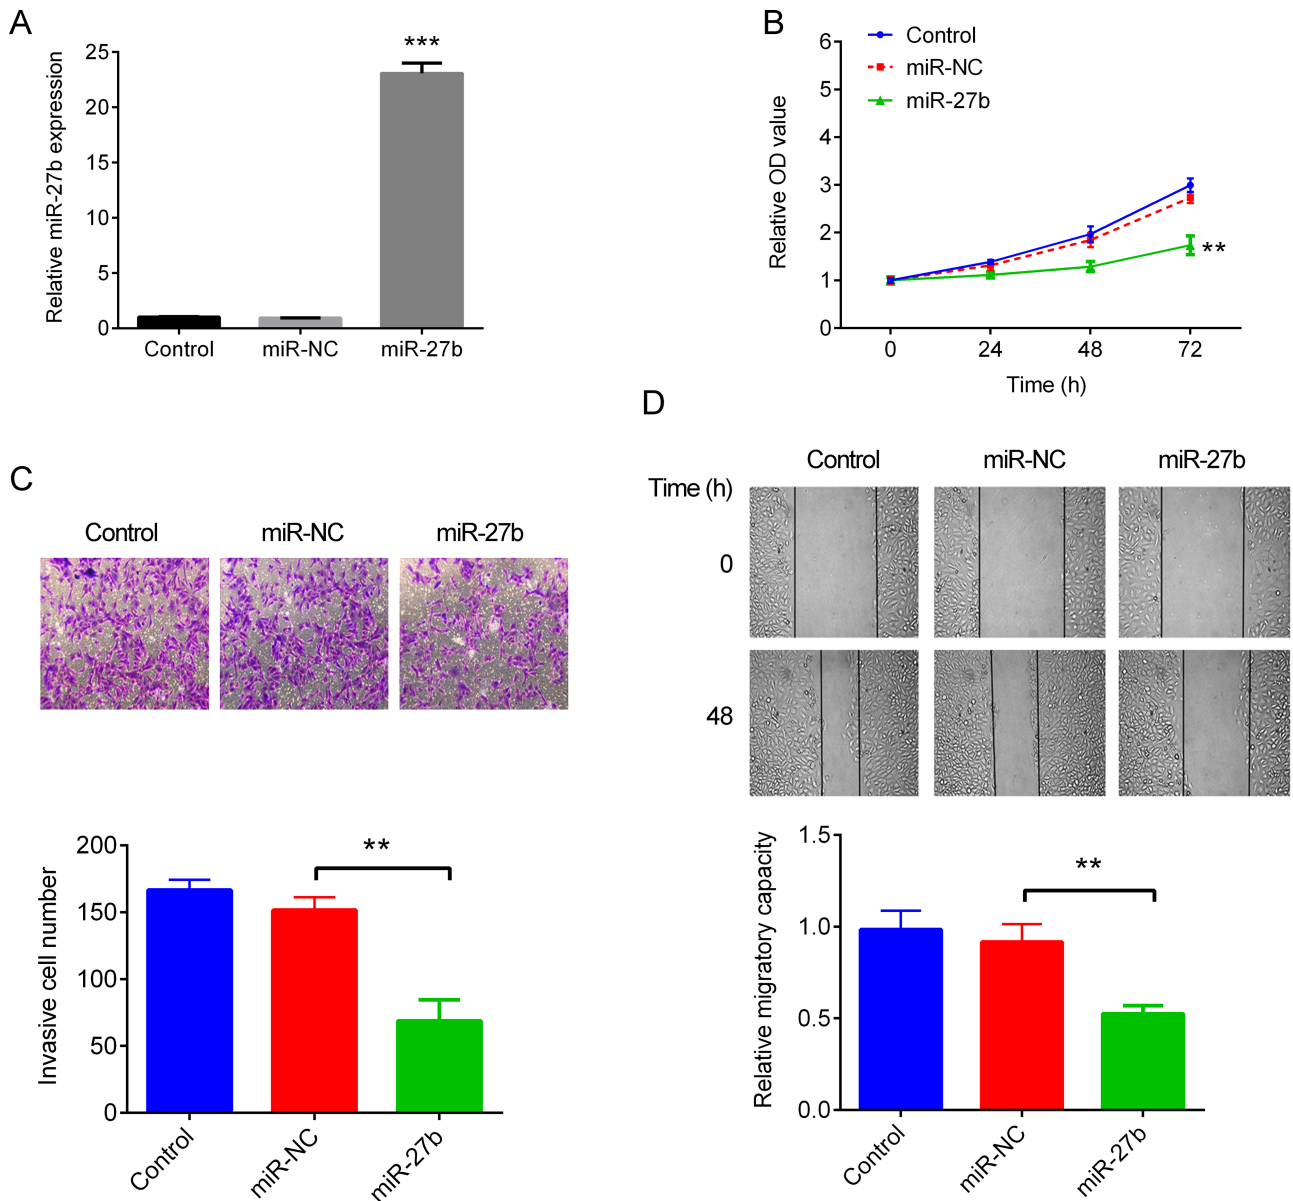 A
***
25
20
15
10
5
0
Relative miR-27b expression
Control miR-NC miR-27b
B
Control
miR-NC
miR-27b
6
5
4
3
2
1
0
Relative OD value
**
0 24 48 72
Time (h)
C
Control miR-NC miR-27b
**
200
150
100
50
0
Invasive cell number
Control miR-NC miR-27b
D
Control miR-NC miR-27b
Time (h)
0
48
**
1.5
1.0
0.5
0.0
Relative migratory capacity
Control miR-NC miR-27b